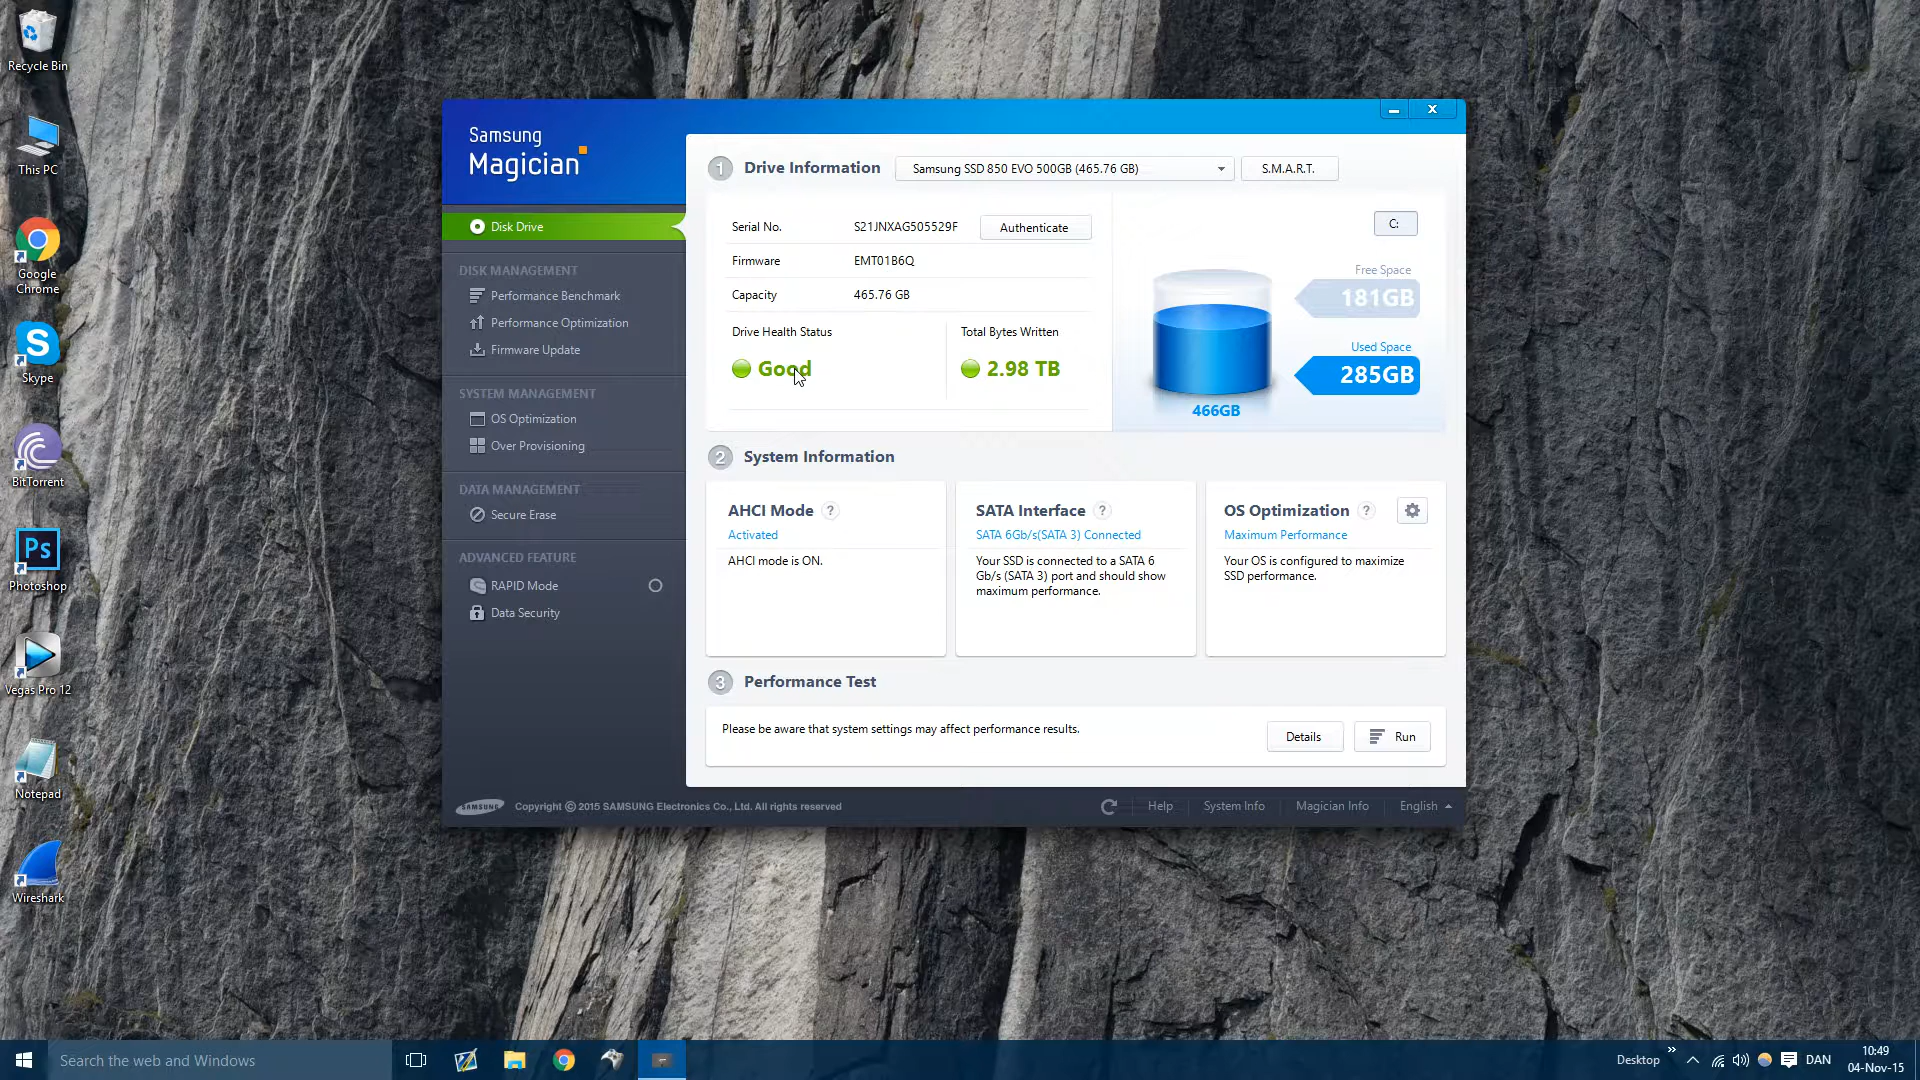 Recycle Bin
This PC
Google
Chrome
Skype
BitTorrent
Ps
Photoshop
Vegas Pro 12
Notepad
Wireshark
Samsung
Magician
Disk Drive
DISK MANAGEMENT
Performance Benchmark
Performance Optimization
Firmware Update
SYSTEM MANAGEMENT
OS Optimization
Over Provisioning
DATA MANAGEMENT
Secure Erase
ADVANCED FEATURE
RAPID Mode
Data Security
1 Drive Information Samsung SSD 850 EVO 500GB (465.76 GB) S.M.A.R.T.
Serial No. S21JNXAG505529F Authenticate
Firmware EMT01B6Q
Capacity 465.76 GB
Drive Health Status Total Bytes Written
Good 2.98 TB
C:
Free Space
181GB
Used Space
285GB
466GB
2 System Information
AHCI Mode ?
Activated
AHCI mode is ON.
SATA Interface ?
SATA 6Gb/s(SATA 3) Connected
Your SSD is connected to a SATA 6
Gb/s (SATA 3) port and should show
maximum performance.
OS Optimization ?
Maximum Performance
Your OS is configured to maximize
SSD performance.
3 Performance Test
Please be aware that system settings may affect performance results. Details Run
SAMSUNG Copyright © 2015 SAMSUNG Electronics Co., Ltd. All rights reserved Help System Info Magician Info English
Search the web and Windows
Desktop » DAN
10:49
04-Nov-15